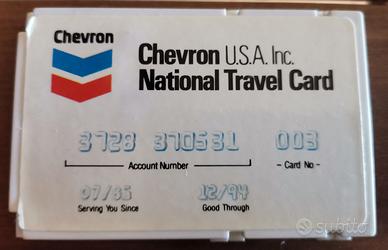 Chevron
Chevron U.S.A. Inc.
National Travel Card
3728 370531 003
Account Number - Card No -
07/85 12/94
Serving You Since Good Through
subito